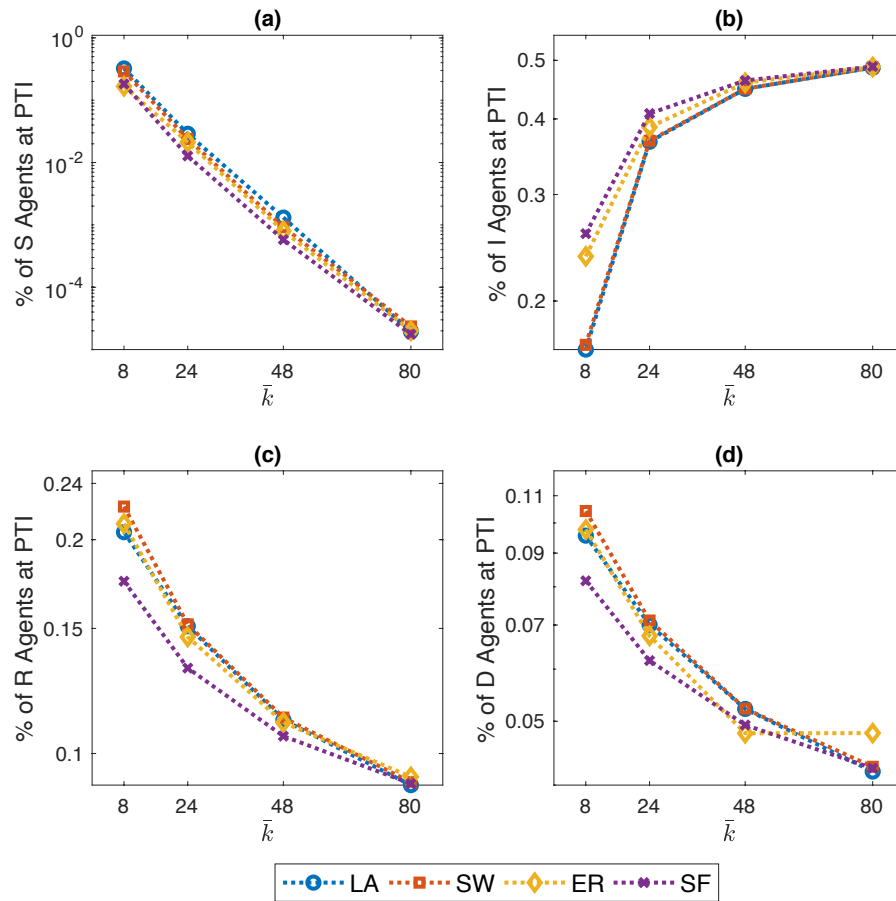 (a)
% of S Agents at PTI
10^0
10^-2
10^-4
8 24 48 80
k̄
(b)
% of I Agents at PTI
0.5
0.4
0.3
0.2
8 24 48 80
k̄
(c)
% of R Agents at PTI
0.24
0.2
0.15
0.1
8 24 48 80
k̄
(d)
% of D Agents at PTI
0.11
0.09
0.07
0.05
8 24 48 80
k̄
LA SW ER SF